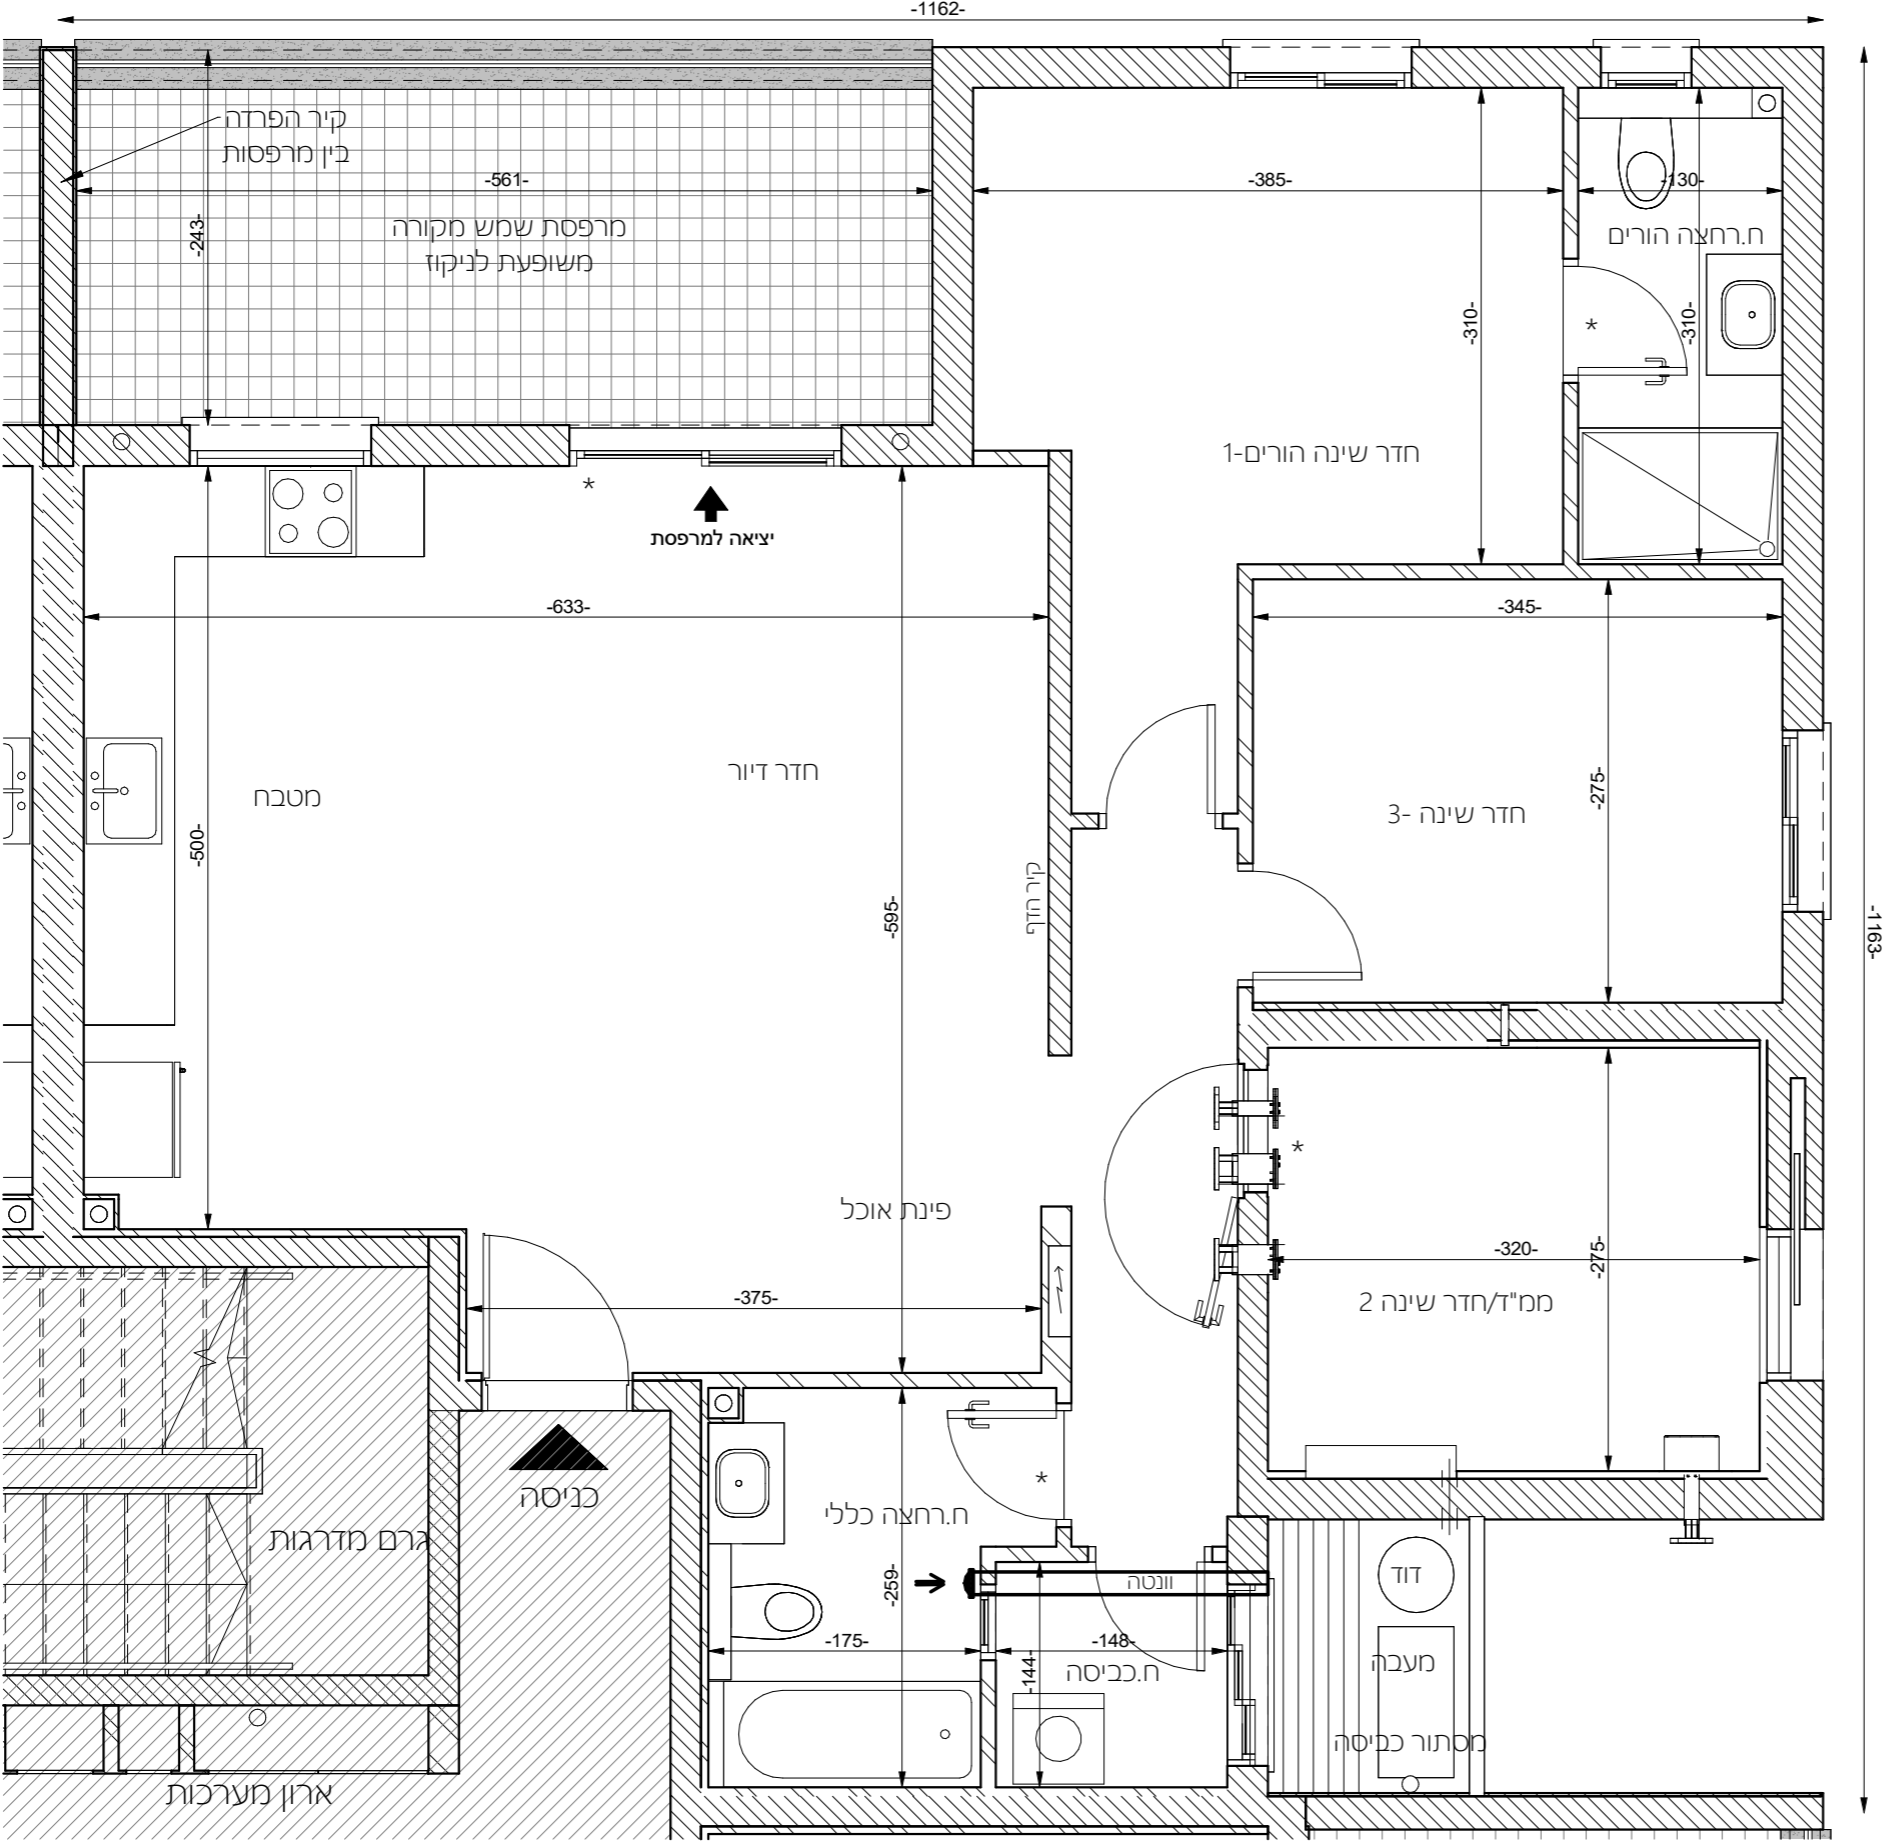 -1162-
קיר הפרדה
בין מרפסות
-561-
-385-
-130-
-243-
מרפסת שמש מקורה
משופעת לניקוז
ח.רחצה הורים
-310-
-310-
*
חדר שינה הורים-1
*
יציאה למרפסת
-633-
-345-
חדר דיור
מטבח
-500-
-595-
קיר הדף
חדר שינה -3
-275-
-1163-
*
פינת אוכל
-320-
-275-
ממ"ד/חדר שינה 2
-375-
כניסה
גרם מדרגות
*
ח.רחצה כללי
-259-
וונטה
דוד
-175-
-148-
-144-
ח.כביסה
מעבה
מסתור כביסה
ארון מערכות